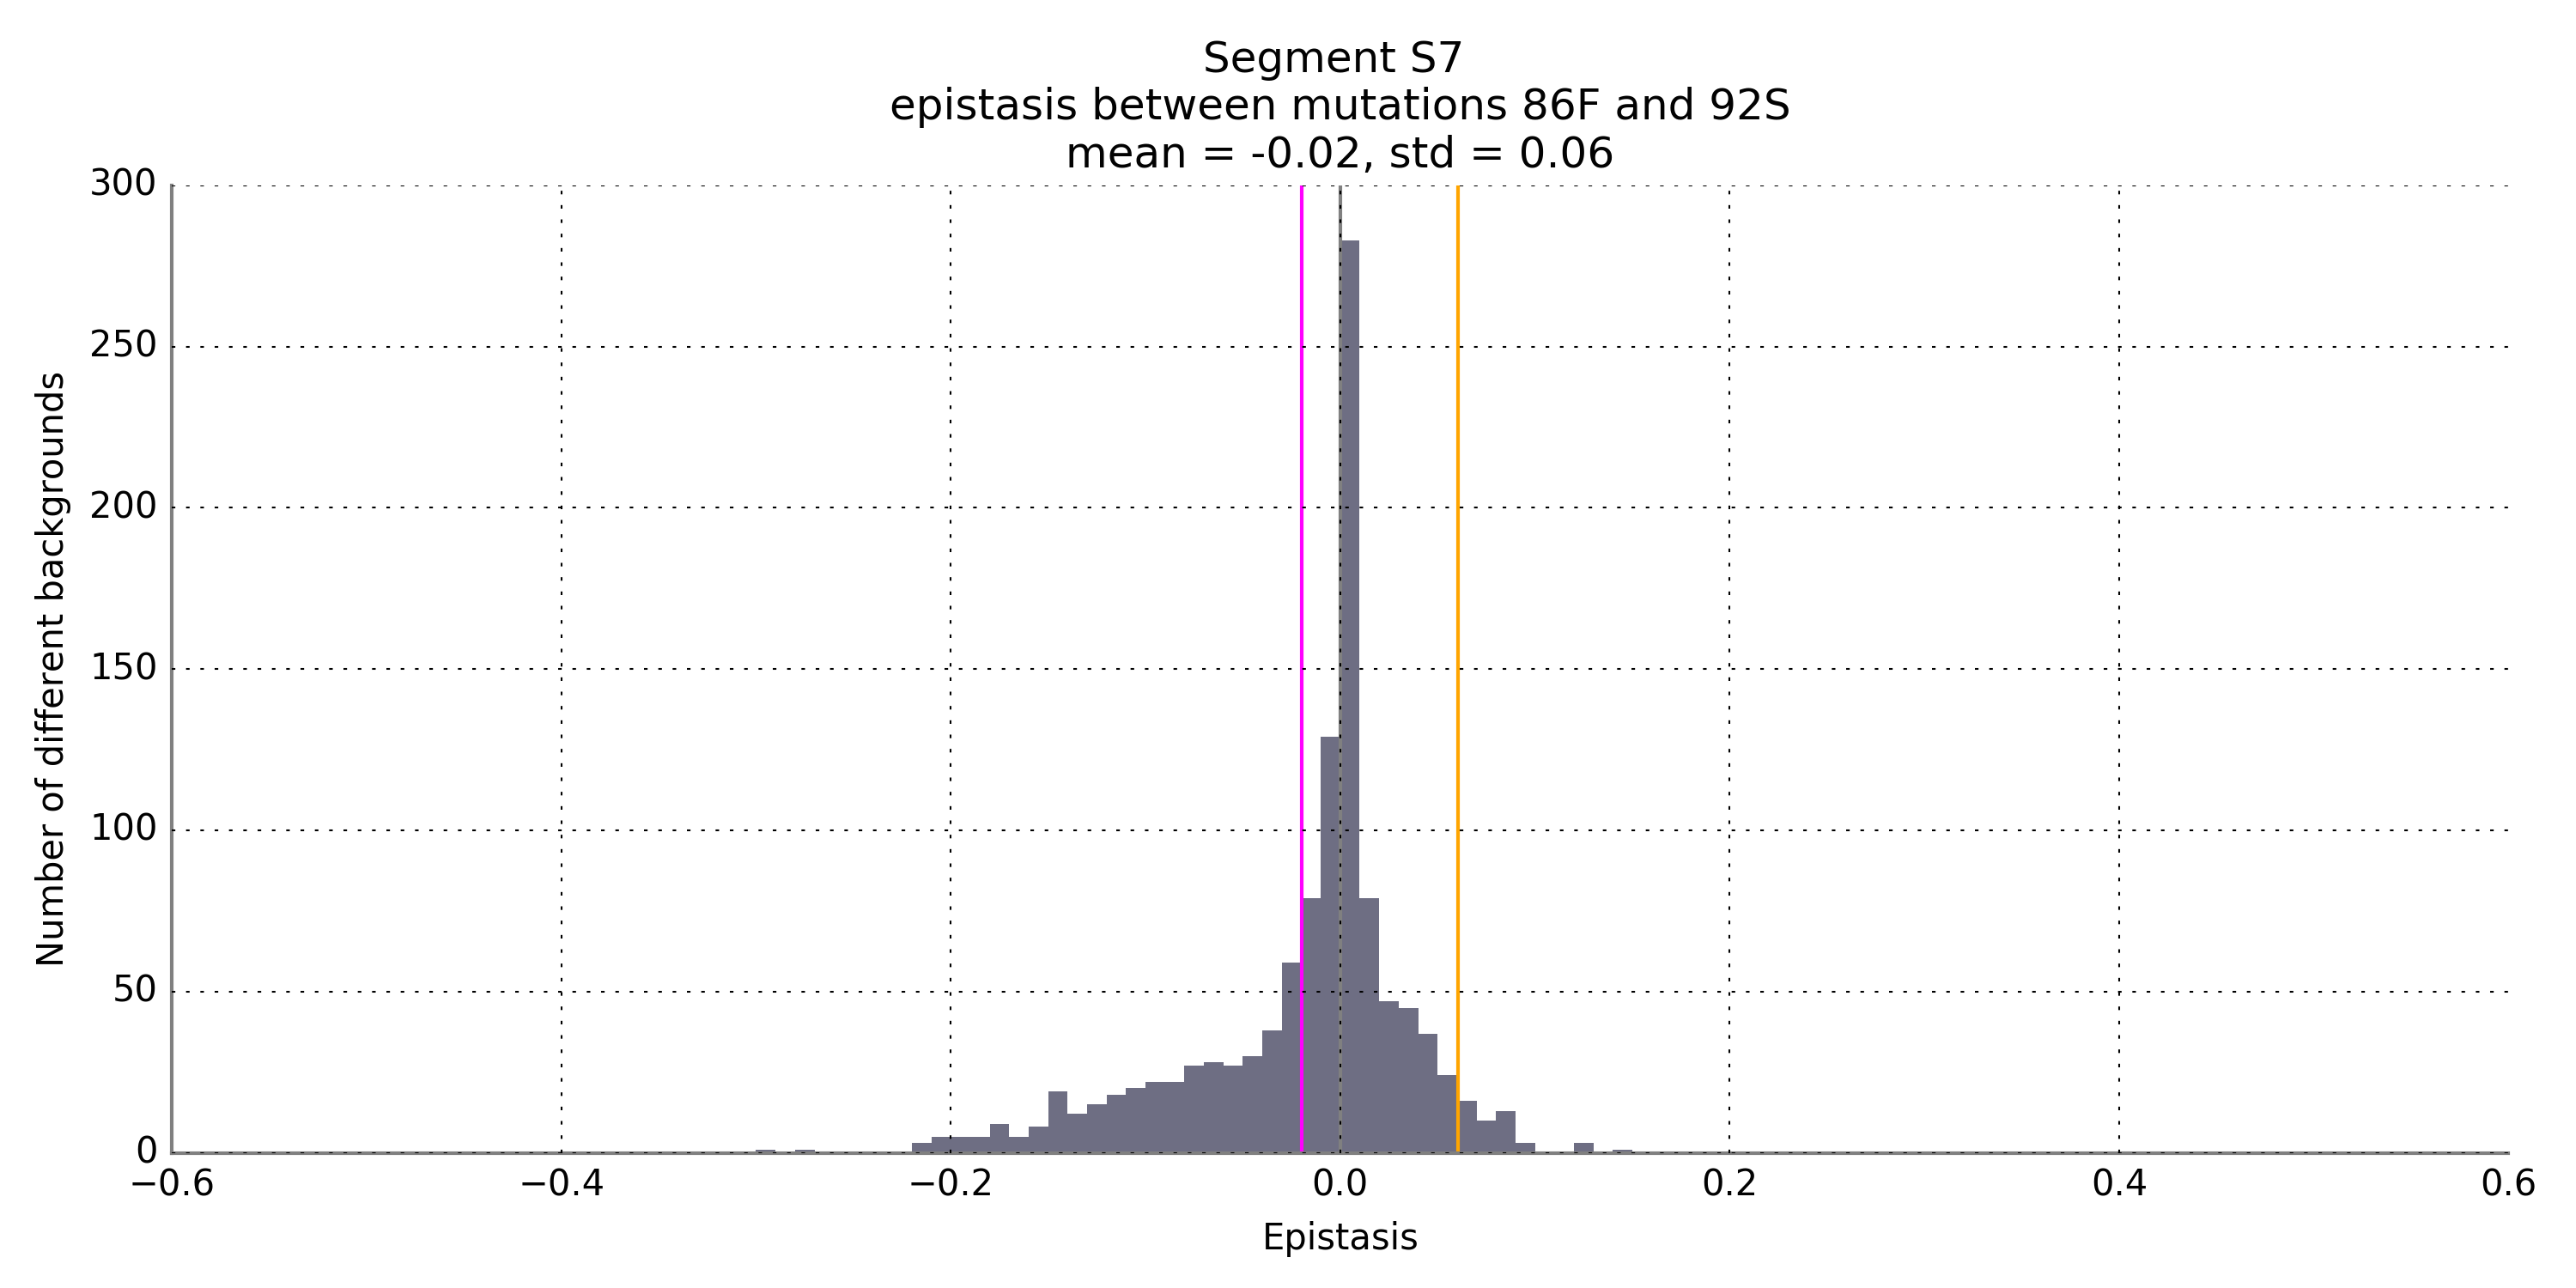 Segment S7
epistasis between mutations 86F and 92S
mean = -0.02, std = 0.06
300
250
200
150
100
50
0
Number of different backgrounds
−0.6 −0.4 −0.2 0.0 0.2 0.4 0.6
Epistasis